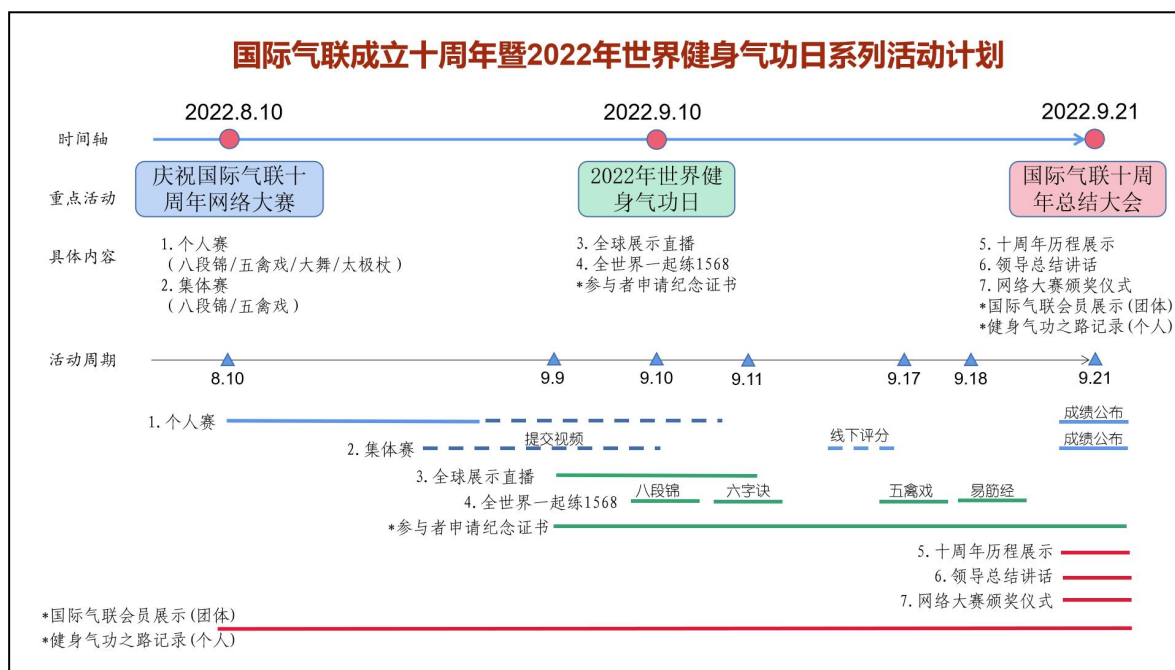 国际气联成立十周年暨2022年世界健身气功日系列活动计划
2022.8.10
2022.9.10
2022.9.21
时间轴
重点活动
庆祝国际气联十
周年网络大赛
2022年世界健
身气功日
国际气联十周
年总结大会
具体内容
1.个人赛
(八段锦/五禽戏/大舞/太极杖)
2.集体赛
(八段锦/五禽戏)
3.全球展示直播
4.全世界一起练1568
*参与者申请纪念证书
5.十周年历程展示
6.领导总结讲话
7.网络大赛颁奖仪式
*国际气联会员展示(团体)
*健身气功之路记录(个人)
活动周期
8.10
9.9
9.10
9.11
9.17
9.18
9.21
1.个人赛
成绩公布
2.集体赛
提交视频
线下评分
成绩公布
3.全球展示直播
4.全世界一起练1568
八段锦
六字诀
五禽戏
易筋经
*参与者申请纪念证书
5.十周年历程展示
6.领导总结讲话
7.网络大赛颁奖仪式
*国际气联会员展示(团体)
*健身气功之路记录(个人)